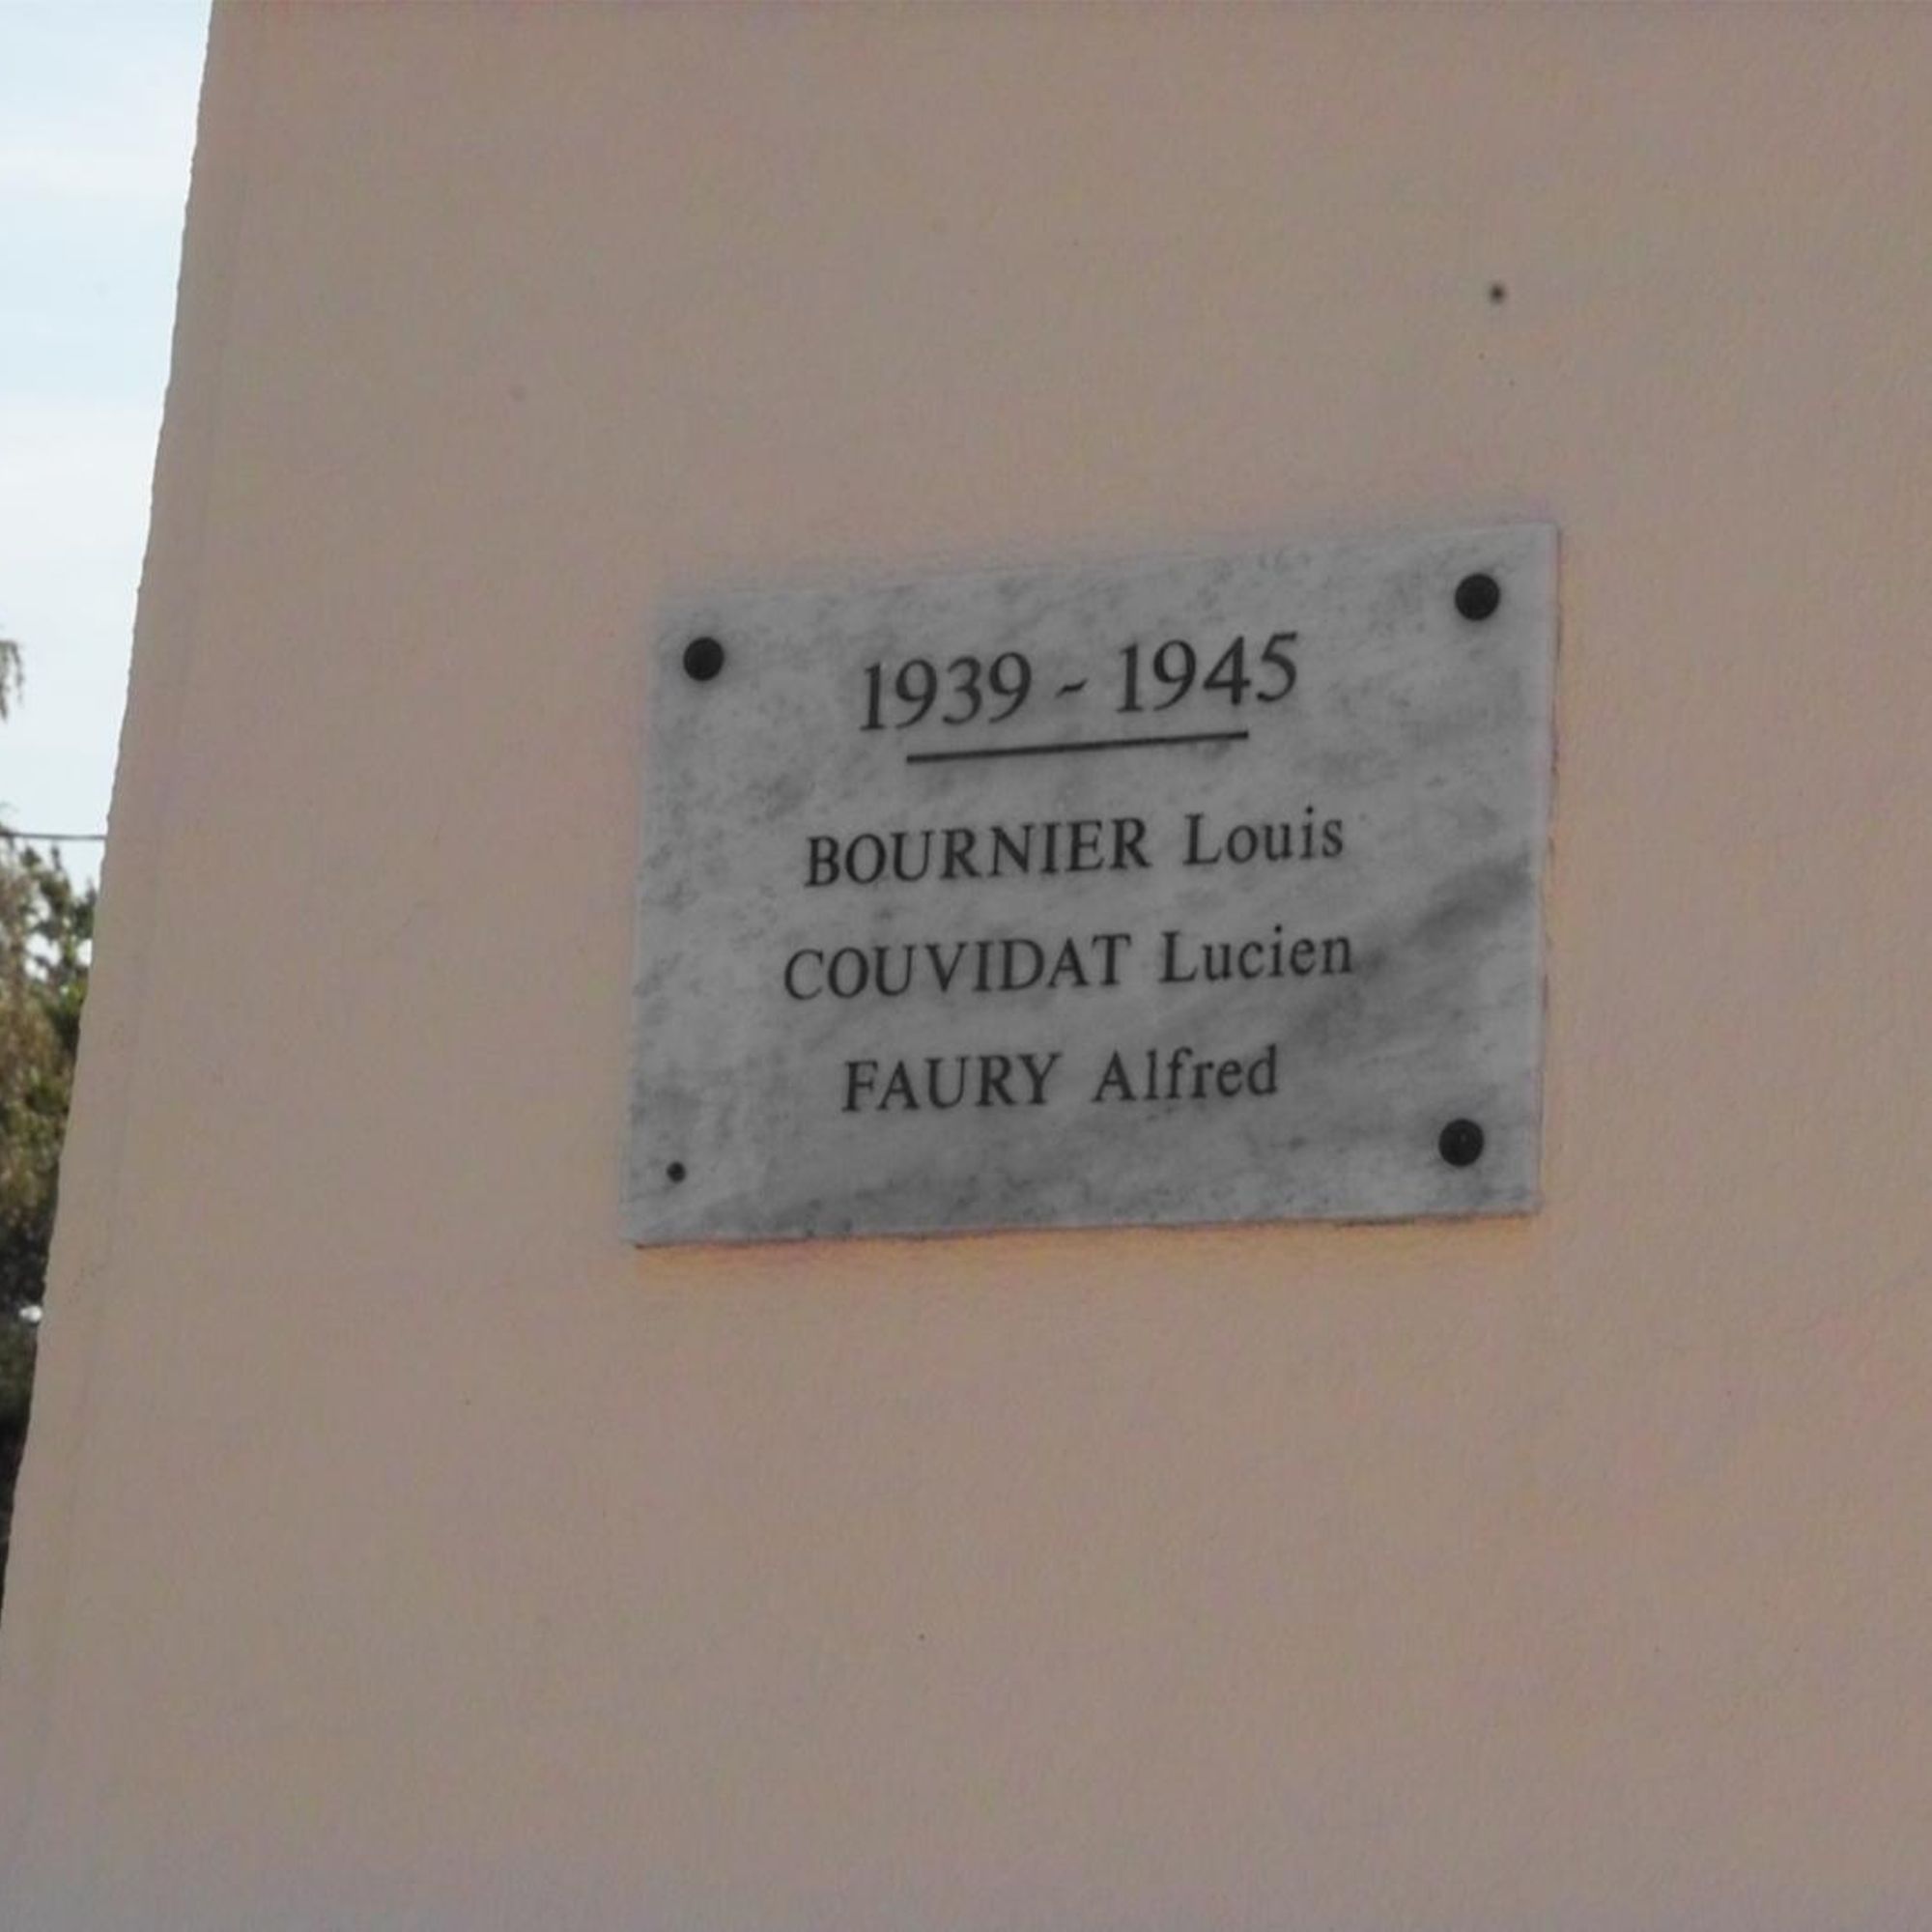 1939 - 1945
BOURNIER Louis
COUVIDAT Lucien
FAURY Alfred